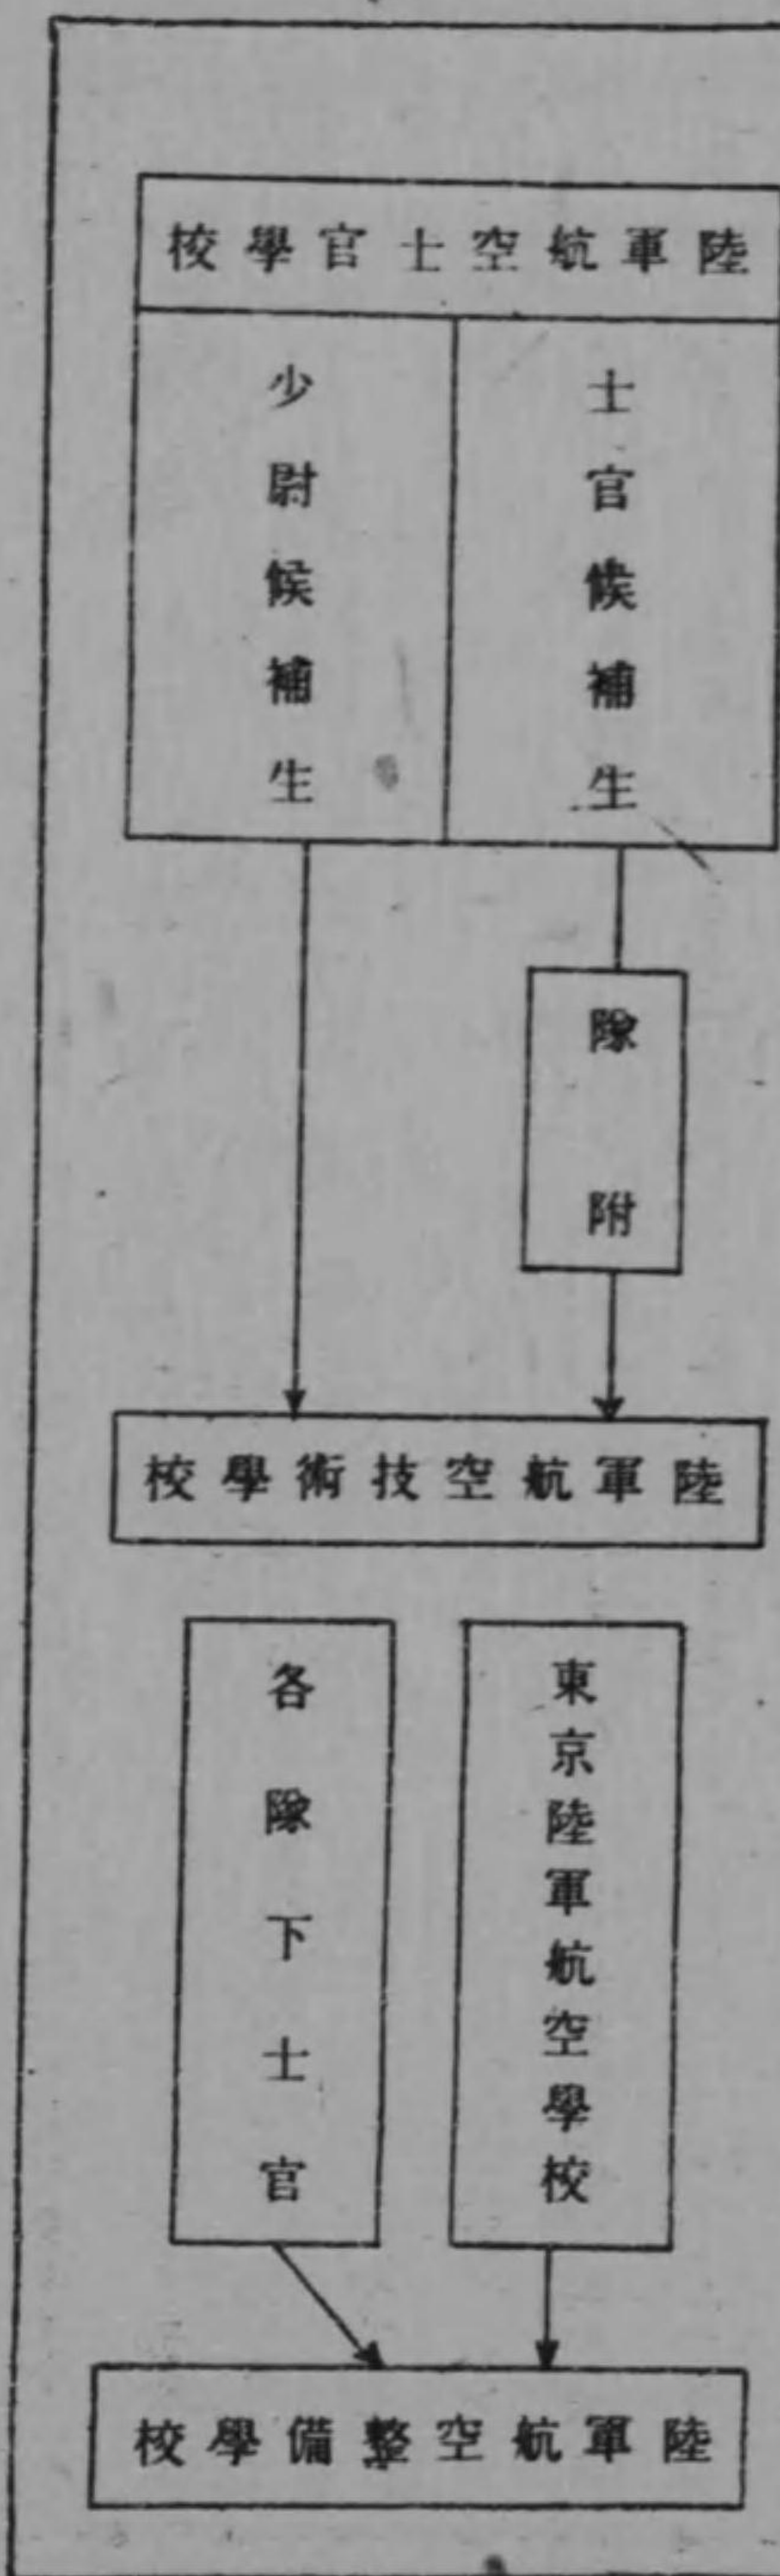 陸軍航空士官學校
士官候補生
少尉候補生
隊附
陸軍航空技術學校
東京陸軍航空學校
各隊下士官
陸軍航空整備學校